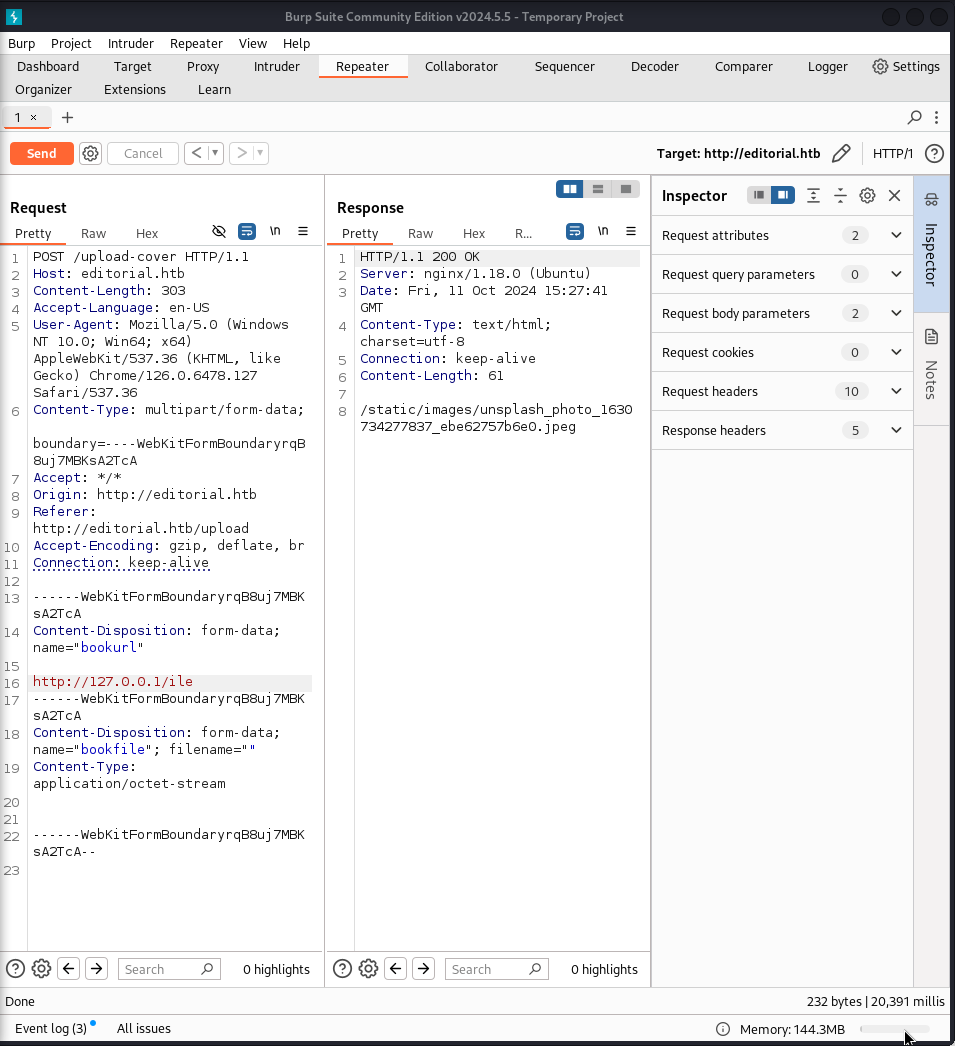 Burp Suite Community Edition v2024.5.5 - Temporary Project
Burp Project Intruder Repeater View Help
Dashboard Target Proxy Intruder Repeater Collaborator Sequencer Decoder Comparer Logger Settings
Organizer Extensions Learn
1 × +
Send Cancel < ▾ > ▾ Target: http://editorial.htb HTTP/1 ?
Request
Pretty Raw Hex \n ≡
1 POST /upload-cover HTTP/1.1
2 Host: editorial.htb
3 Content-Length: 303
4 Accept-Language: en-US
5 User-Agent: Mozilla/5.0 (Windows
NT 10.0; Win64; x64)
AppleWebKit/537.36 (KHTML, like
Gecko) Chrome/126.0.6478.127
Safari/537.36
6 Content-Type: multipart/form-data;
boundary=----WebKitFormBoundaryrqB
8uj7MBKsA2TcA
7 Accept: */*
8 Origin: http://editorial.htb
9 Referer:
http://editorial.htb/upload
10 Accept-Encoding: gzip, deflate, br
11 Connection: keep-alive
12
13 ------WebKitFormBoundaryrqB8uj7MBK
sA2TcA
14 Content-Disposition: form-data;
name="bookurl"
15
16 http://127.0.0.1/ile
17 ------WebKitFormBoundaryrqB8uj7MBK
sA2TcA
18 Content-Disposition: form-data;
name="bookfile"; filename=""
19 Content-Type:
application/octet-stream
20
21
22 ------WebKitFormBoundaryrqB8uj7MBK
sA2TcA--
23
? Search 0 highlights
Response
Pretty Raw Hex R... \n ≡
1 HTTP/1.1 200 OK
2 Server: nginx/1.18.0 (Ubuntu)
3 Date: Fri, 11 Oct 2024 15:27:41
GMT
4 Content-Type: text/html;
charset=utf-8
5 Connection: keep-alive
6 Content-Length: 61
7
8 /static/images/unsplash_photo_1630
734277837_ebe62757b6e0.jpeg
? Search 0 highlights
Inspector
Request attributes 2
Request query parameters 0
Request body parameters 2
Request cookies 0
Request headers 10
Response headers 5
Inspector
Notes
Done 232 bytes | 20,391 millis
Event log (3) All issues Memory: 144.3MB